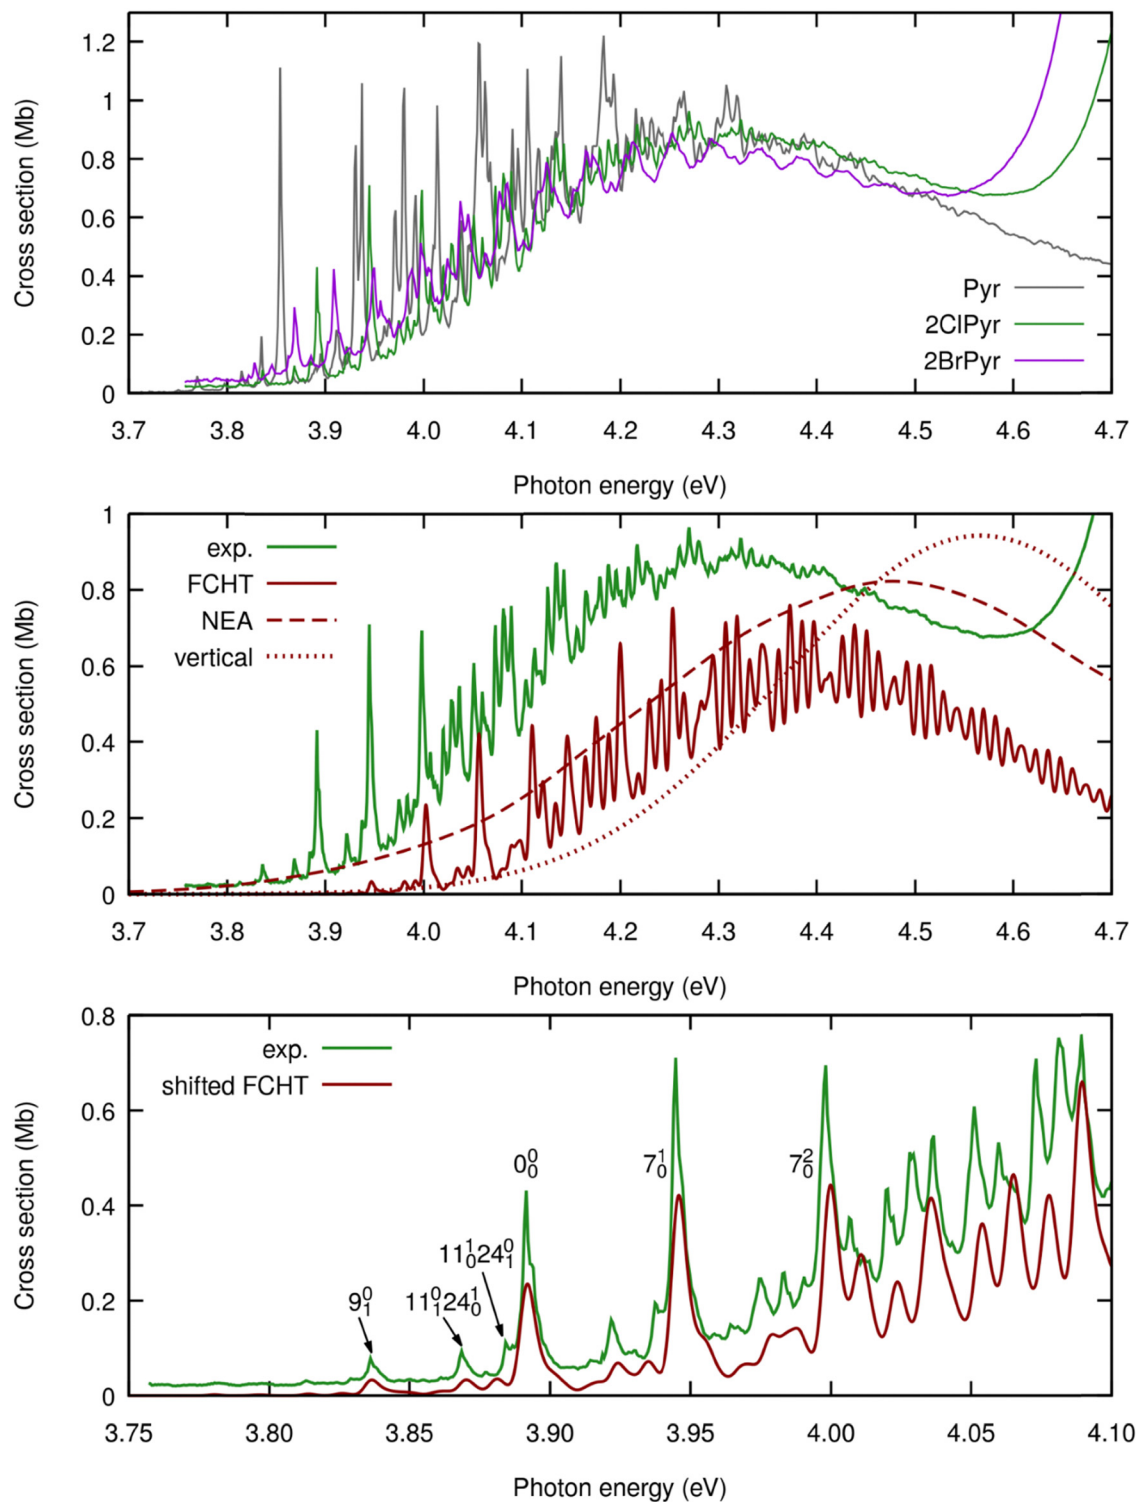 Cross section (Mb)
1.2
1
0.8
0.6
0.4
0.2
0
Pyr
2ClPyr
2BrPyr
3.7 3.8 3.9 4.0 4.1 4.2 4.3 4.4 4.5 4.6 4.7
Photon energy (eV)
Cross section (Mb)
1
0.8
0.6
0.4
0.2
0
exp.
FCHT
NEA
vertical
3.7 3.8 3.9 4.0 4.1 4.2 4.3 4.4 4.5 4.6 4.7
Photon energy (eV)
Cross section (Mb)
0.8
0.6
0.4
0.2
0
exp.
shifted FCHT
0⁰₀ 7¹₀ 7²₀
11¹₀24⁰₁
9⁰₁ 11⁰₁24¹₀
3.75 3.80 3.85 3.90 3.95 4.00 4.05 4.10
Photon energy (eV)